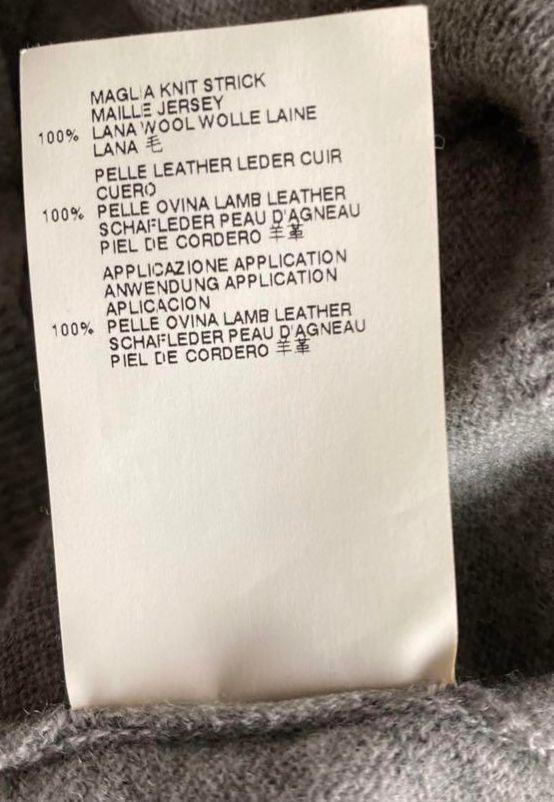 MAGLIA KNIT STRICK
MAILLE JERSEY
100% LANA WOOL WOLLE LAINE
LANA 毛
PELLE LEATHER LEDER CUIR
CUERO
100% PELLE OVINA LAMB LEATHER
SCHAFLEDER PEAU D'AGNEAU
PIEL DE CORDERO 羊革
APPLICAZIONE APPLICATION
ANWENDUNG APPLICATION
APLICACION
100% PELLE OVINA LAMB LEATHER
SCHAFLEDER PEAU D'AGNEAU
PIEL DE CORDERO 羊革